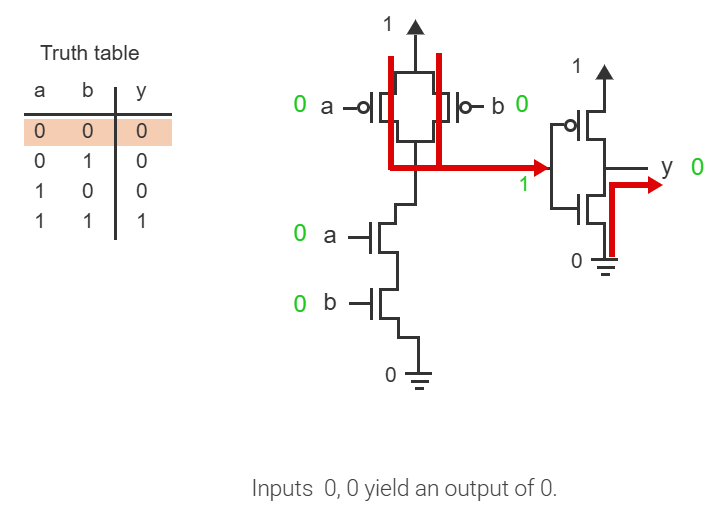 Truth table
a b y
0 0 0
0 1 0
1 0 0
1 1 1
1
0 a
b 0
1
1
y 0
0 a
0
0 b
0
Inputs 0, 0 yield an output of 0.